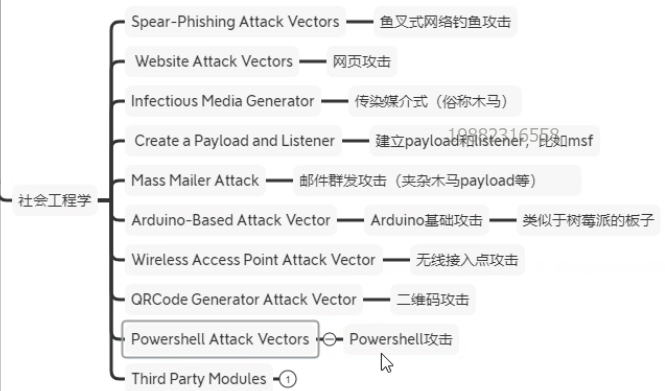 Spear-Phishing Attack Vectors 鱼叉式网络钓鱼攻击
Website Attack Vectors 网页攻击
Infectious Media Generator 传染媒介式（俗称木马）
Create a Payload and Listener 建立payload和listener，比如msf
19882316558
Mass Mailer Attack 邮件群发攻击（夹杂木马payload等）
社会工程学
Arduino-Based Attack Vector Arduino基础攻击 类似于树莓派的板子
Wireless Access Point Attack Vector 无线接入点攻击
QRCode Generator Attack Vector 二维码攻击
Powershell Attack Vectors Powershell攻击
Third Party Modules 1